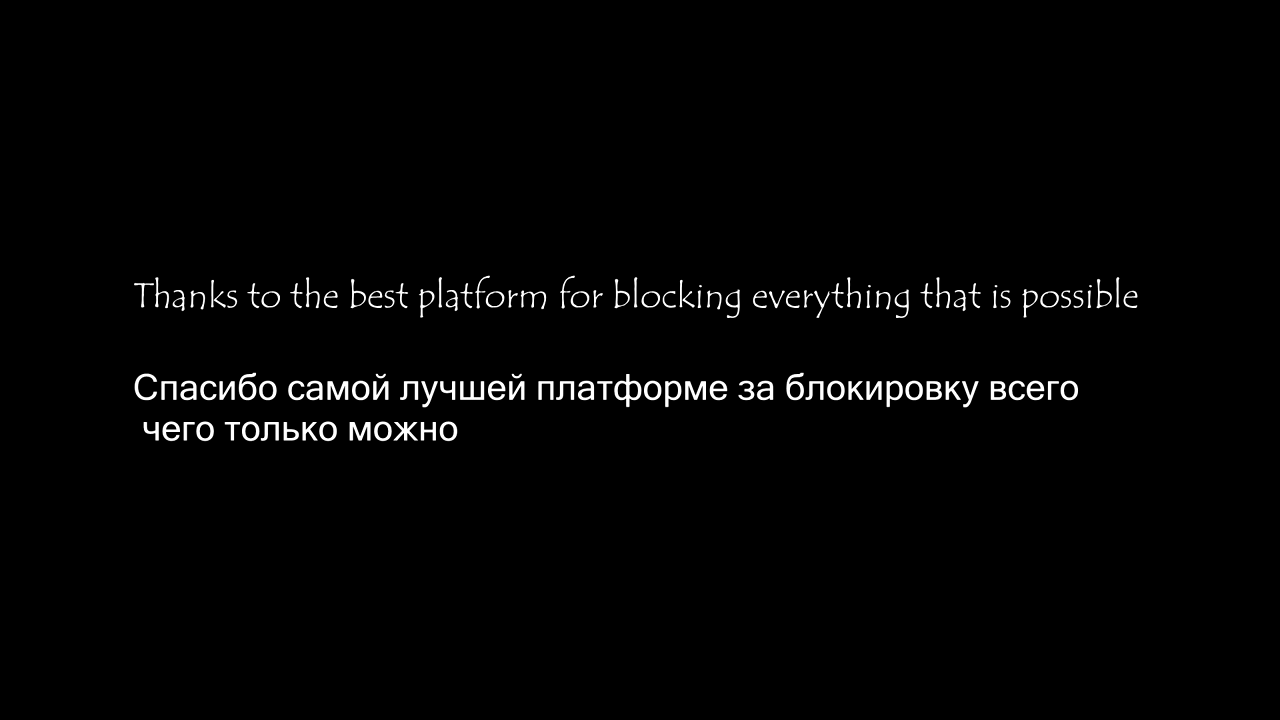 Thanks to the best platform for blocking everything that is possible
Спасибо самой лучшей платформе за блокировку всего
чего только можно